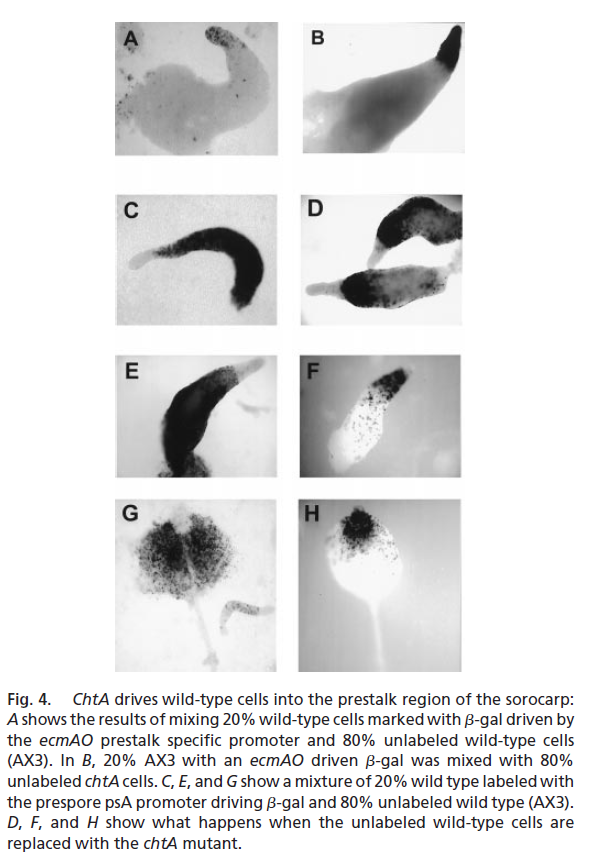 A
B
C
D
E
F
G
H
Fig. 4. ChtA drives wild-type cells into the prestalk region of the sorocarp:
A shows the results of mixing 20% wild-type cells marked with β-gal driven by
the ecmAO prestalk specific promoter and 80% unlabeled wild-type cells
(AX3). In B, 20% AX3 with an ecmAO driven β-gal was mixed with 80%
unlabeled chtA cells. C, E, and G show a mixture of 20% wild type labeled with
the prespore psA promoter driving β-gal and 80% unlabeled wild type (AX3).
D, F, and H show what happens when the unlabeled wild-type cells are
replaced with the chtA mutant.